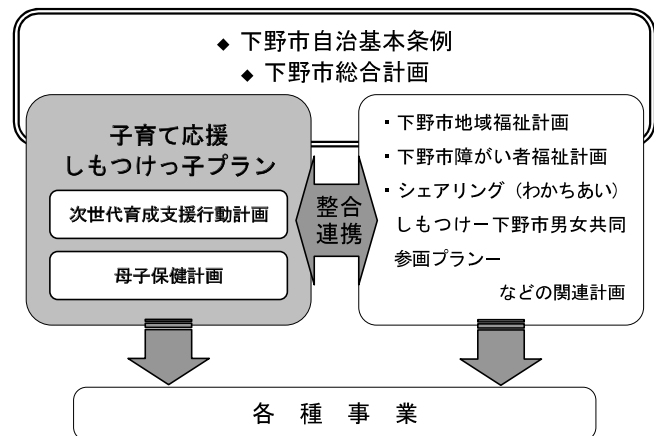 ◆ 下野市自治基本条例
◆ 下野市総合計画
子育て応援
しもつけっ子プラン
次世代育成支援行動計画
母子保健計画
整合
連携
・下野市地域福祉計画
・下野市障がい者福祉計画
・シェアリング（わかちあい）
しもつけー下野市男女共同
参画プランー
などの関連計画
各 種 事 業